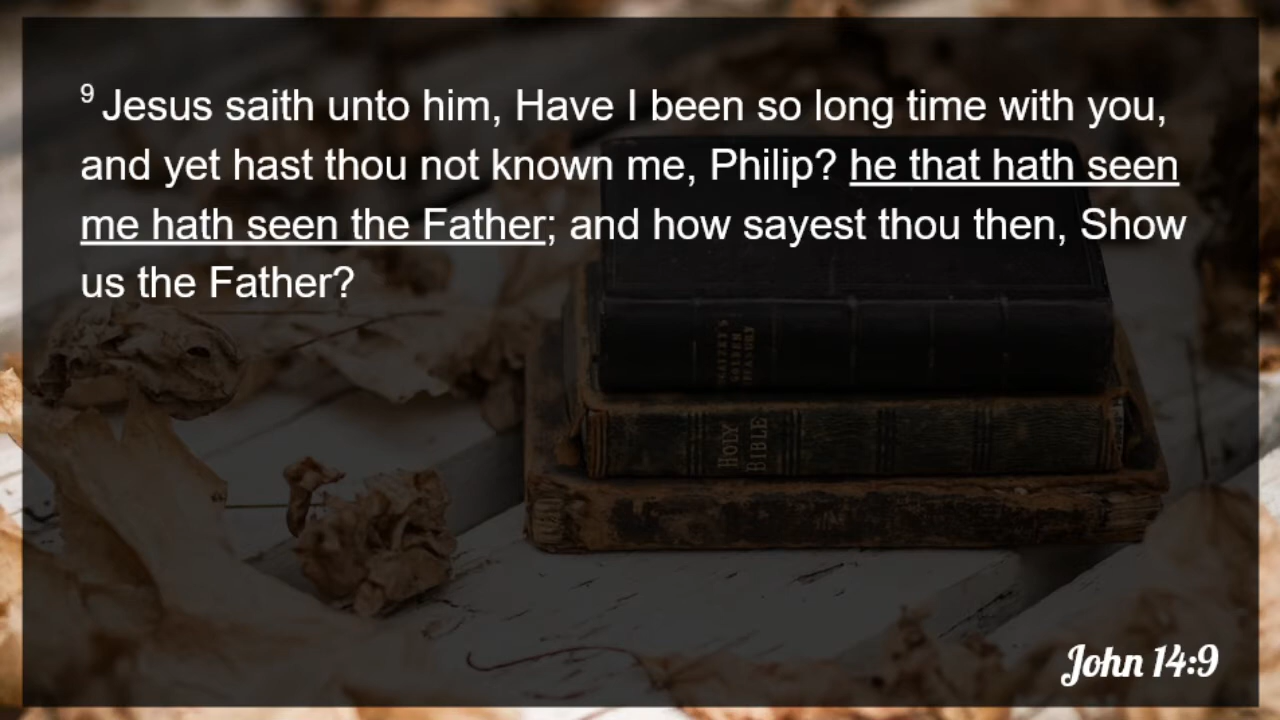 9 Jesus saith unto him, Have I been so long time with you,
and yet hast thou not known me, Philip? he that hath seen
me hath seen the Father; and how sayest thou then, Show
us the Father?
HOLY
BIBLE
John 14:9